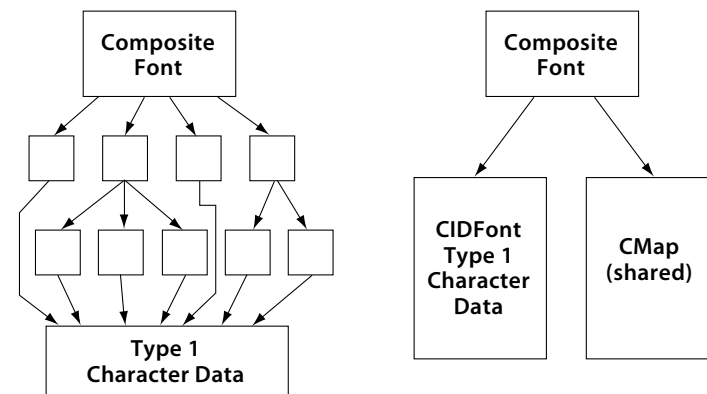 Composite
Font
Type 1
Character Data
Composite
Font
CIDFont
Type 1
Character
Data
CMap
(shared)